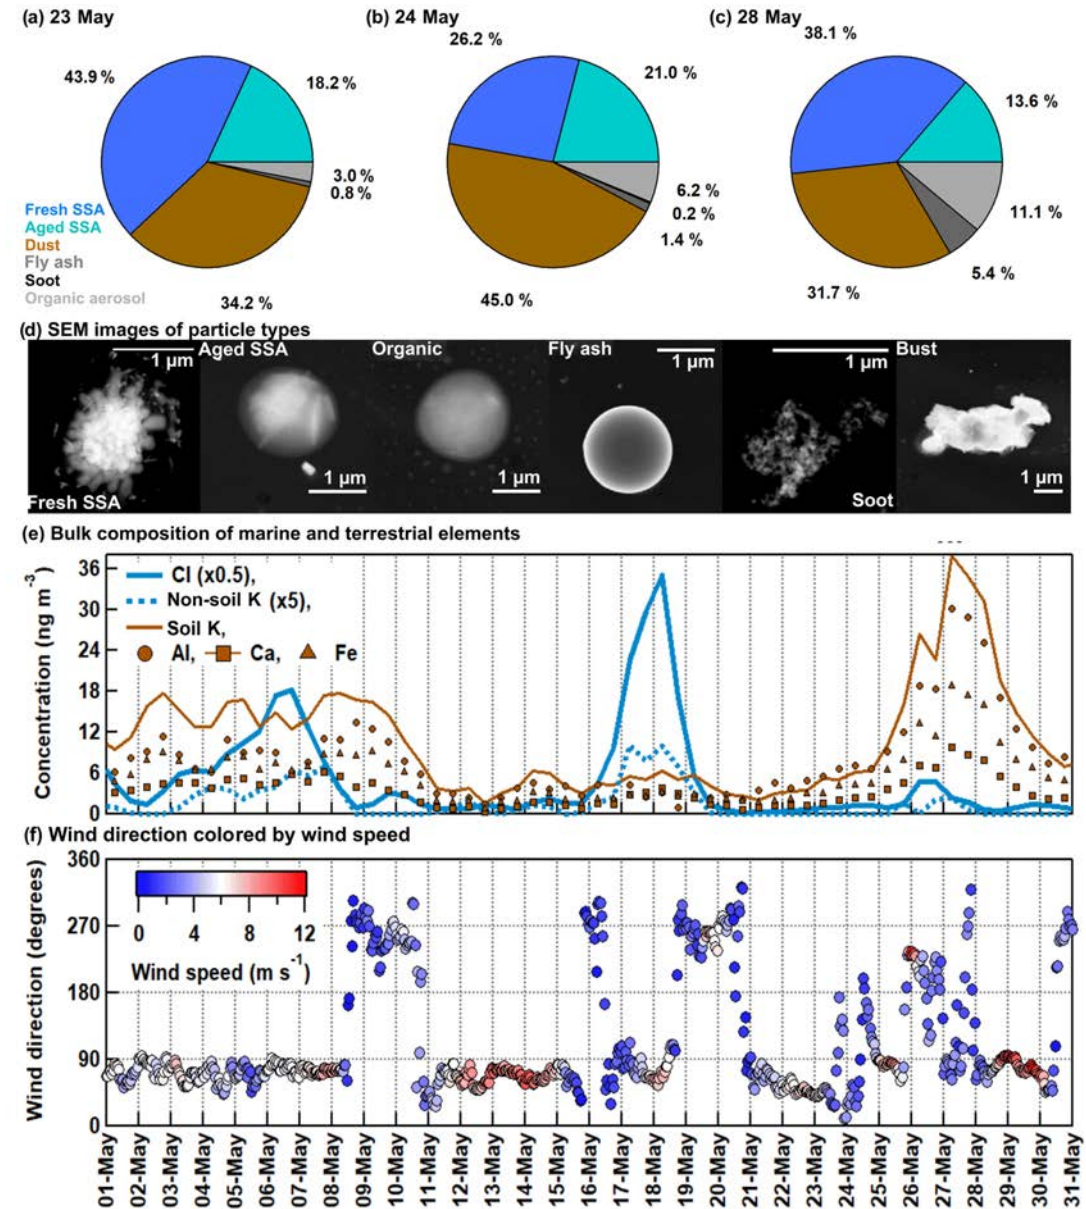 (a) 23 May
(b) 24 May
(c) 28 May
43.9 %
18.2 %
3.0 %
0.8 %
34.2 %
26.2 %
21.0 %
6.2 %
0.2 %
1.4 %
45.0 %
38.1 %
13.6 %
11.1 %
5.4 %
31.7 %
Fresh SSA
Aged SSA
Dust
Fly ash
Soot
Organic aerosol
(d) SEM images of particle types
1 µm
Fresh SSA
Aged SSA
1 µm
Organic
1 µm
Fly ash
1 µm
1 µm
Soot
Bust
1 µm
(e) Bulk composition of marine and terrestrial elements
Concentration (ng m⁻³)
36
30
24
18
12
6
0
Cl (x0.5),
Non-soil K (x5),
Soil K,
Al, Ca, Fe
(f) Wind direction colored by wind speed
Wind direction (degrees)
360
270
180
90
0
0 4 8 12
Wind speed (m s⁻¹)
01-May
02-May
03-May
04-May
05-May
06-May
07-May
08-May
09-May
10-May
11-May
12-May
13-May
14-May
15-May
16-May
17-May
18-May
19-May
20-May
21-May
22-May
23-May
24-May
25-May
26-May
27-May
28-May
29-May
30-May
31-May